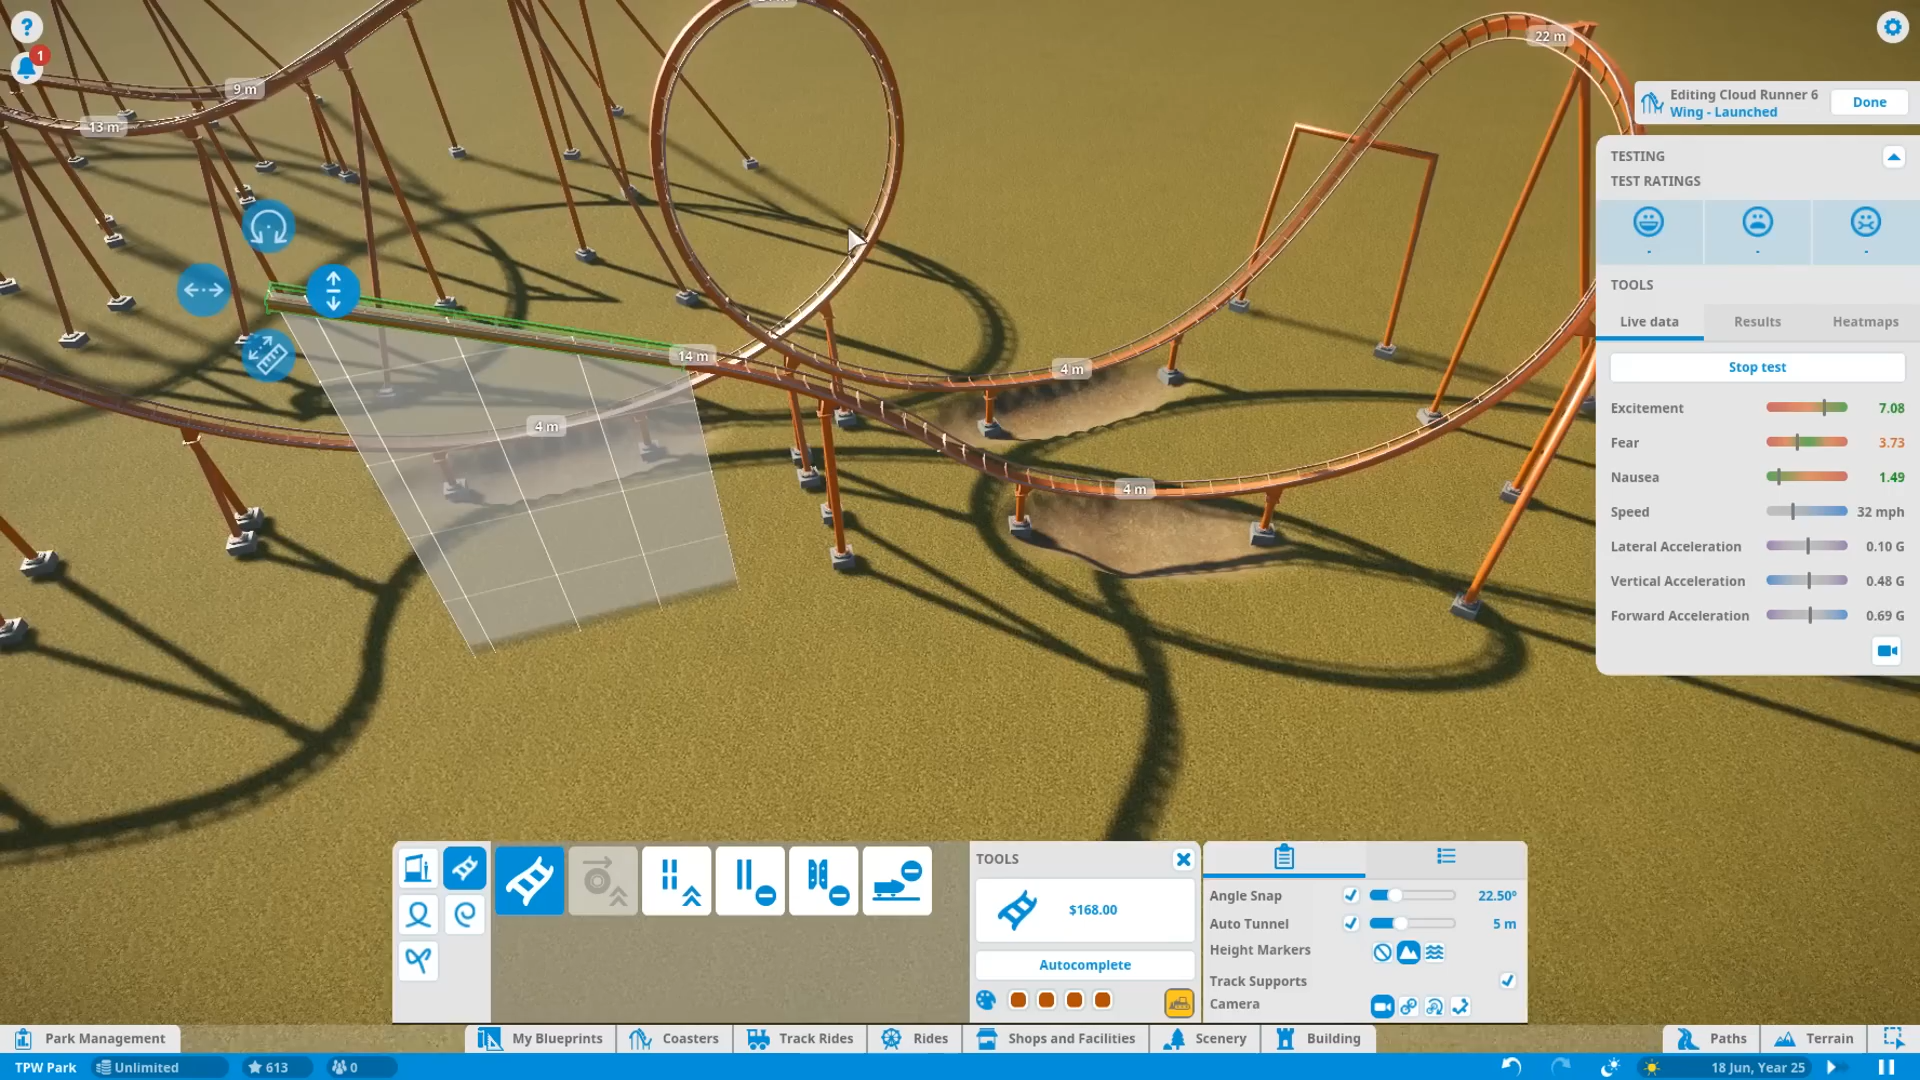 ?
1
22 m
9 m
13 m
14 m
4 m
4 m
4 m
Editing Cloud Runner 6
Wing - Launched
Done
TESTING
TEST RATINGS
-
-
-
TOOLS
Live data Results Heatmaps
Stop test
Excitement 7.08
Fear 3.73
Nausea 1.49
Speed 32 mph
Lateral Acceleration 0.10 G
Vertical Acceleration 0.48 G
Forward Acceleration 0.69 G
TOOLS
$168.00
Autocomplete
Angle Snap 22.50°
Auto Tunnel 5 m
Height Markers
Track Supports
Camera
Park Management My Blueprints Coasters Track Rides Rides Shops and Facilities Scenery Building Paths Terrain
TPW Park Unlimited 613 0 18 Jun, Year 25